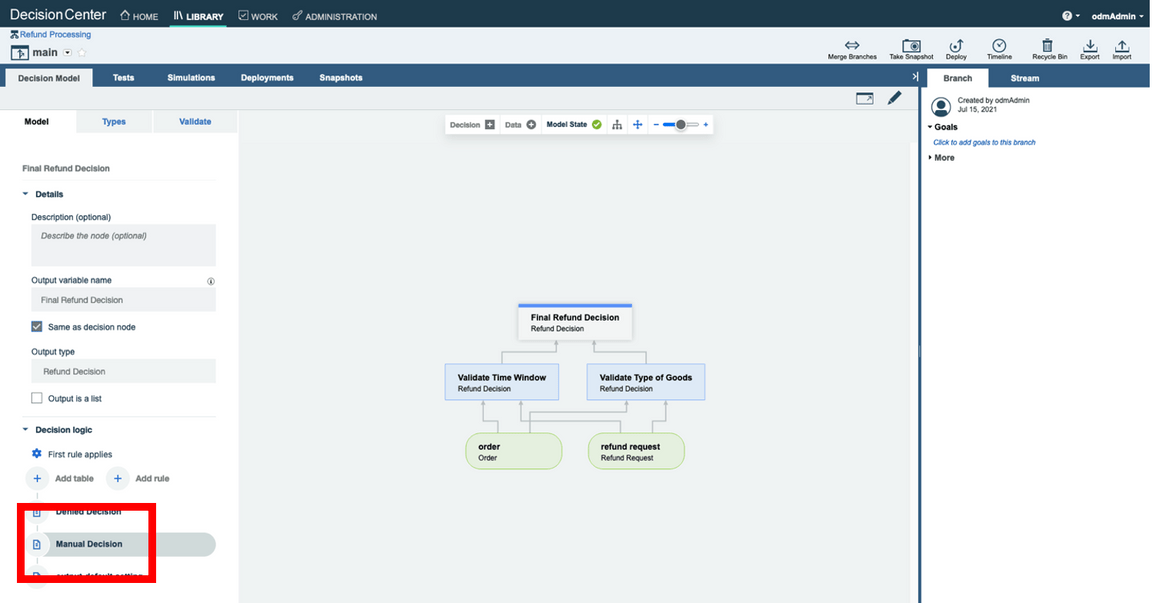 DecisionCenter HOME LIBRARY WORK ADMINISTRATION ? odmAdmin
Refund Processing
main
Merge Branches Take Snapshot Deploy Timeline Recycle Bin Export Import
Decision Model Tests Simulations Deployments Snapshots
Branch Stream
Created by odmAdmin
Jul 15, 2021
Goals
Click to add goals to this branch
More
Model Types Validate
Decision Data Model State
Final Refund Decision
Details
Description (optional)
Describe the node (optional)
Output variable name
Final Refund Decision
Same as decision node
Output type
Refund Decision
Output is a list
Decision logic
First rule applies
Add table Add rule
Denied Decision
Manual Decision
output default setting
Final Refund Decision
Refund Decision
Validate Time Window
Refund Decision
Validate Type of Goods
Refund Decision
order
Order
refund request
Refund Request